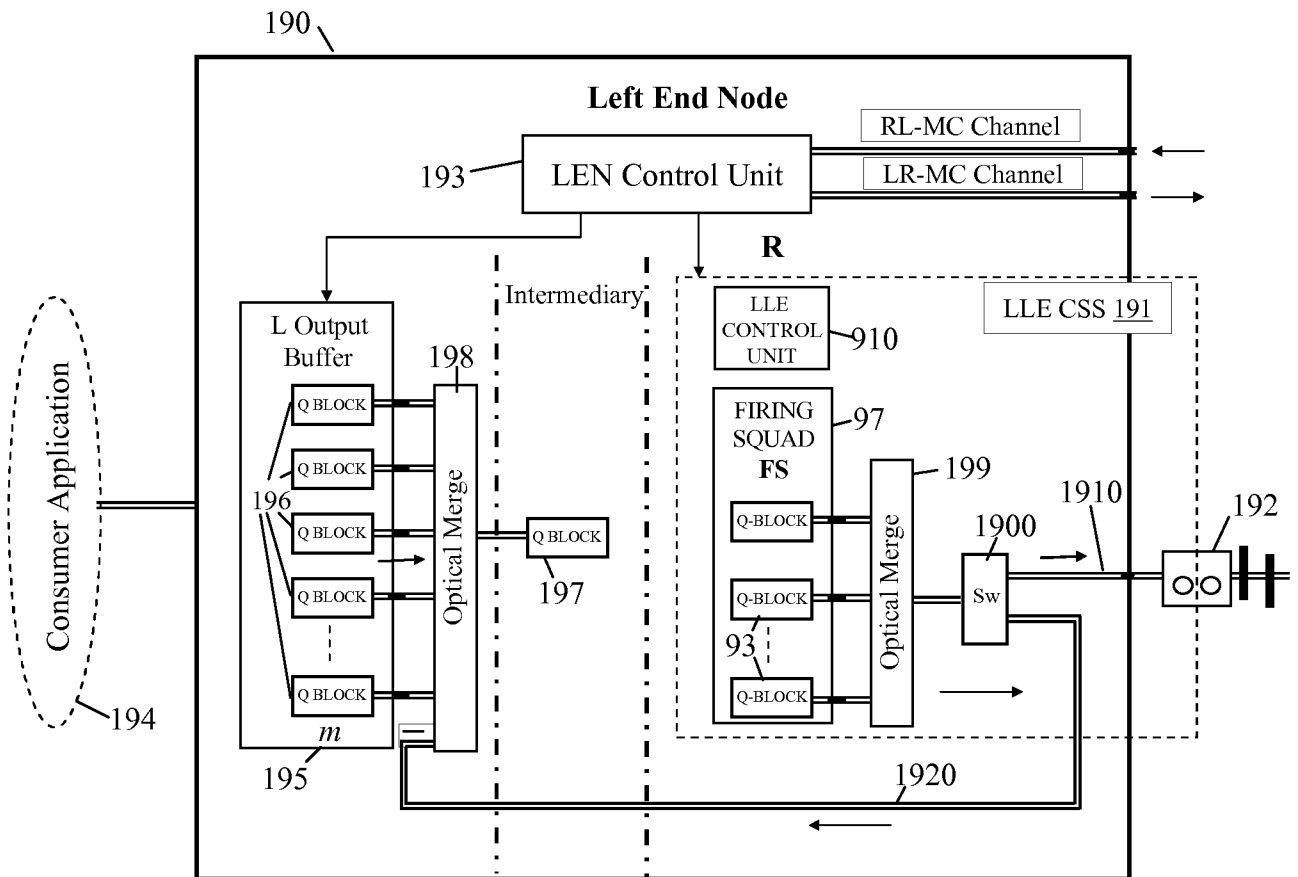 190
Left End Node
RL-MC Channel
LR-MC Channel
193
LEN Control Unit
R
Intermediary
LLE CSS 191
L Output
Buffer
LLE
CONTROL
UNIT
910
198
Consumer Application
Q BLOCK
Q BLOCK
196
Q BLOCK
Q BLOCK
Q BLOCK
m
195
Optical Merge
Q BLOCK
197
FIRING
SQUAD
FS
97
199
Q-BLOCK
Q-BLOCK
93
Q-BLOCK
Optical Merge
1900
Sw
1910
192
194
1920